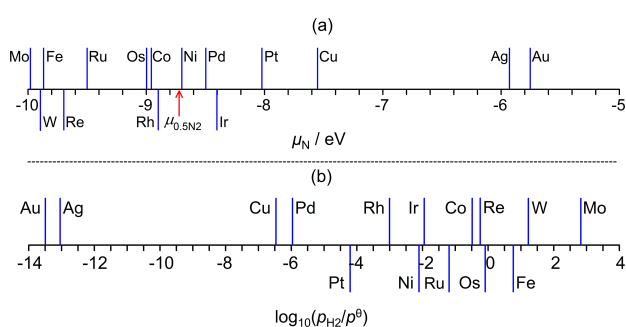 (a)
Mo Fe Ru Os Co Ni Pd Pt Cu Ag Au
-10 -9 -8 -7 -6 -5
W Re Rh μ0.5N2 Ir
μN / eV
(b)
Au Ag Cu Pd Rh Ir Co Re W Mo
-14 -12 -10 -8 -6 -4 -2 0 2 4
Pt Ni Ru Os Fe
log10(pH2/pθ)